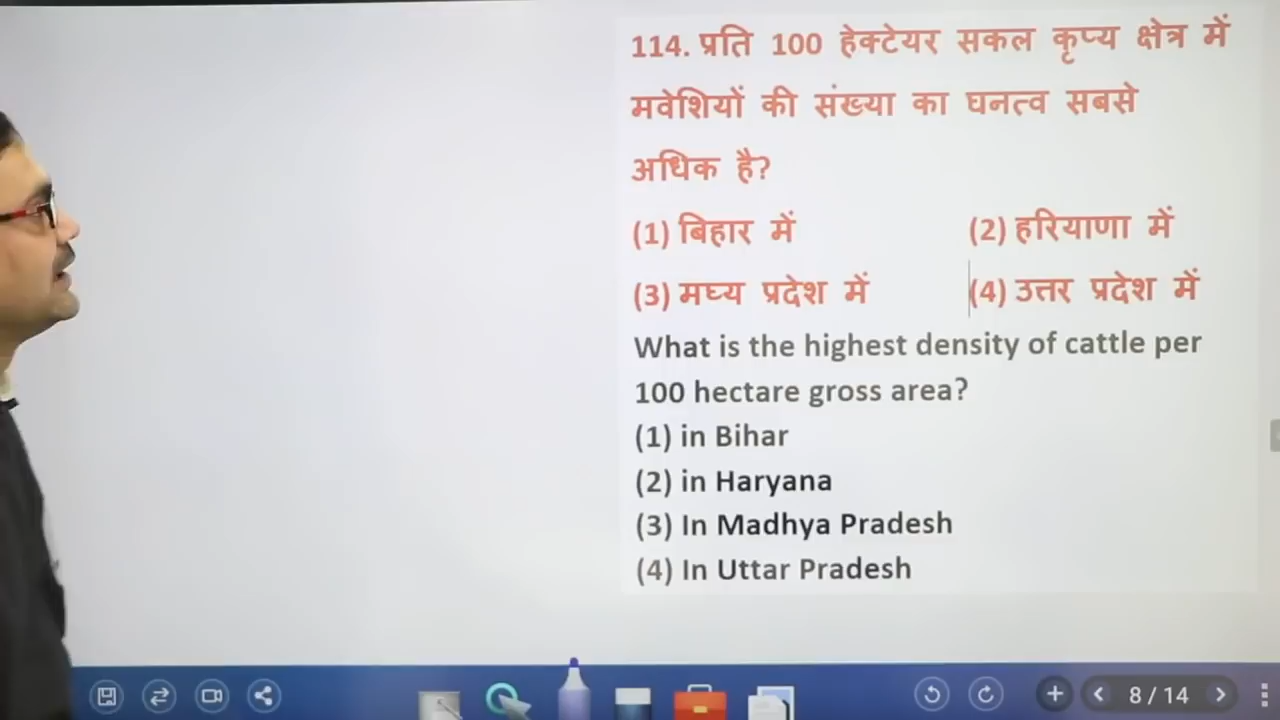 114. प्रति 100 हेक्टेयर सकल कृप्य क्षेत्र में
मवेशियों की संख्या का घनत्व सबसे
अधिक है?
(1) बिहार में (2) हरियाणा में
(3) मघ्य प्रदेश में (4) उत्तर प्रदेश में
What is the highest density of cattle per
100 hectare gross area?
(1) in Bihar
(2) in Haryana
(3) In Madhya Pradesh
(4) In Uttar Pradesh
8 / 14